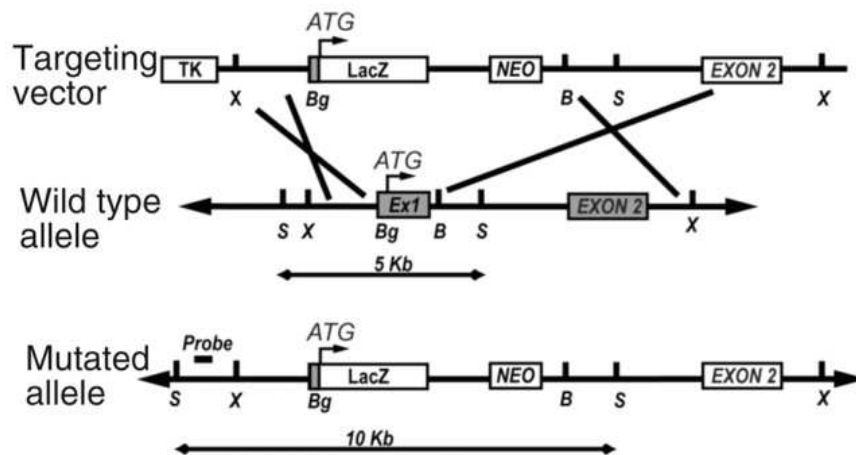 ATG
Targeting vector
TK
LacZ
NEO
EXON 2
X
Bg
B
S
X
ATG
Wild type allele
Ex1
EXON 2
S
X
Bg
B
S
X
5 Kb
ATG
Probe
Mutated allele
LacZ
NEO
EXON 2
S
X
Bg
B
S
X
10 Kb